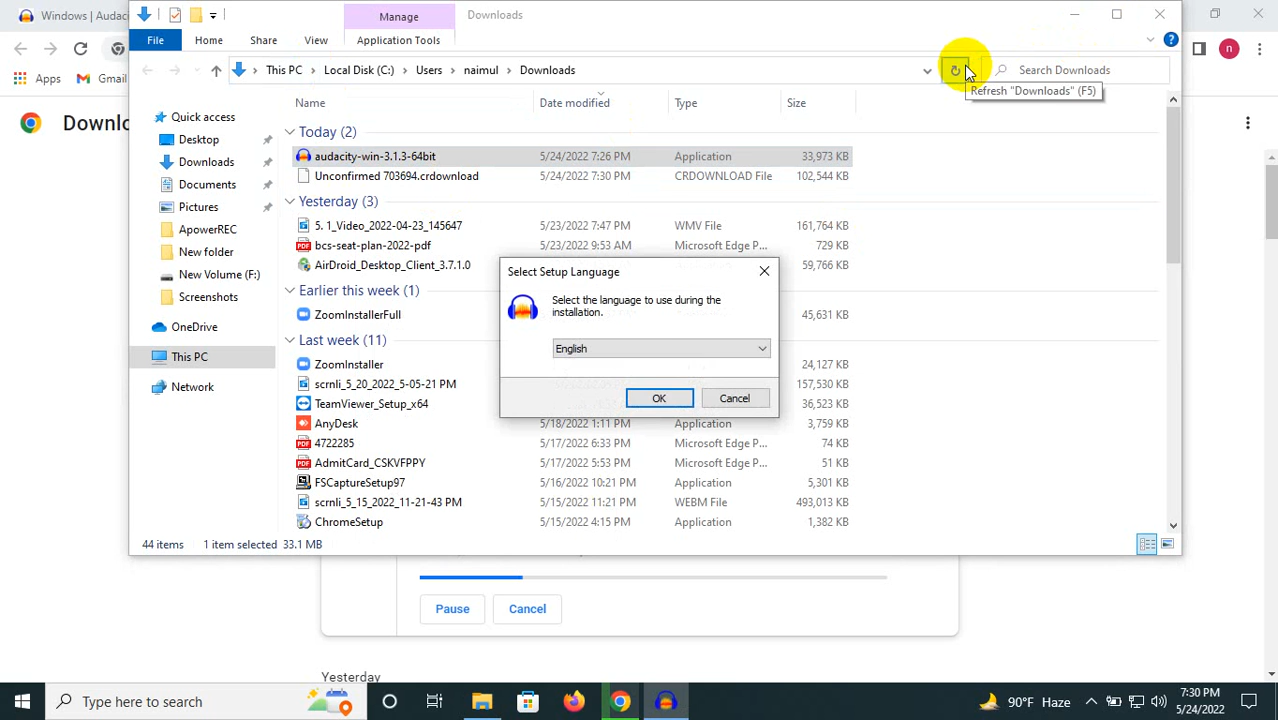 Windows | Audac
Manage
Downloads
File
Home
Share
View
Application Tools
This PC
Local Disk (C:)
Users
naimul
Downloads
Search Downloads
Refresh "Downloads" (F5)
n
Apps
Gmail
Downlo
Name
Date modified
Type
Size
Quick access
Desktop
Downloads
Documents
Pictures
ApowerREC
New folder
New Volume (F:)
Screenshots
OneDrive
This PC
Network
Today (2)
audacity-win-3.1.3-64bit 5/24/2022 7:26 PM Application 33,973 KB
Unconfirmed 703694.crdownload 5/24/2022 7:30 PM CRDOWNLOAD File 102,544 KB
Yesterday (3)
5. 1_Video_2022-04-23_145647 5/23/2022 7:47 PM WMV File 161,764 KB
bcs-seat-plan-2022-pdf 5/23/2022 9:53 AM Microsoft Edge P... 729 KB
AirDroid_Desktop_Client_3.7.1.0 59,766 KB
Earlier this week (1)
ZoomInstallerFull 45,631 KB
Last week (11)
ZoomInstaller 24,127 KB
scrnli_5_20_2022_5-05-21 PM 157,530 KB
TeamViewer_Setup_x64 36,523 KB
AnyDesk 5/18/2022 1:11 PM Application 3,759 KB
4722285 5/17/2022 6:33 PM Microsoft Edge P... 74 KB
AdmitCard_CSKVFPPY 5/17/2022 5:53 PM Microsoft Edge P... 51 KB
FSCaptureSetup97 5/16/2022 10:21 PM Application 5,301 KB
scrnli_5_15_2022_11-21-43 PM 5/15/2022 11:21 PM WEBM File 493,013 KB
ChromeSetup 5/15/2022 4:15 PM Application 1,382 KB
Select Setup Language
Select the language to use during the
installation.
English
OK
Cancel
44 items
1 item selected 33.1 MB
Pause
Cancel
Yesterday
Type here to search
90°F Haze
7:30 PM
5/24/2022